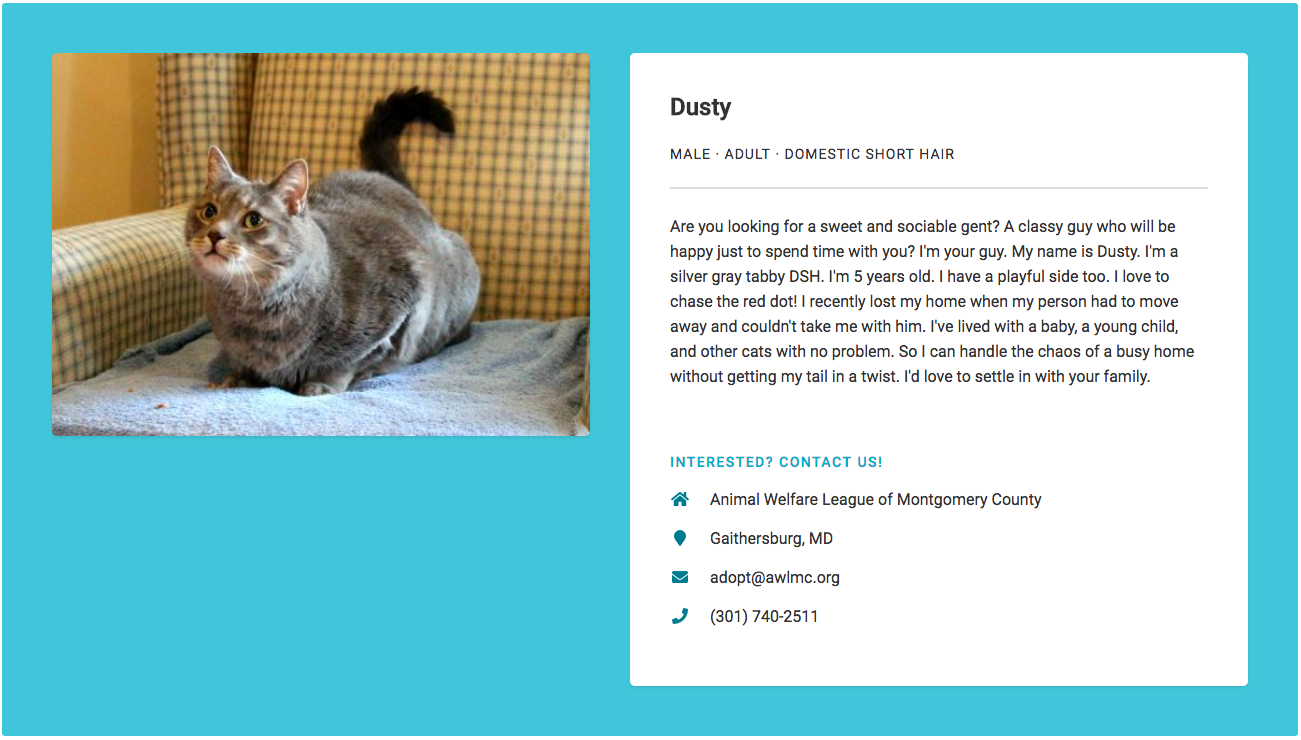 Dusty
MALE · ADULT · DOMESTIC SHORT HAIR
Are you looking for a sweet and sociable gent? A classy guy who will be
happy just to spend time with you? I'm your guy. My name is Dusty. I'm a
silver gray tabby DSH. I'm 5 years old. I have a playful side too. I love to
chase the red dot! I recently lost my home when my person had to move
away and couldn't take me with him. I've lived with a baby, a young child,
and other cats with no problem. So I can handle the chaos of a busy home
without getting my tail in a twist. I'd love to settle in with your family.
INTERESTED? CONTACT US!
Animal Welfare League of Montgomery County
Gaithersburg, MD
adopt@awlmc.org
(301) 740-2511